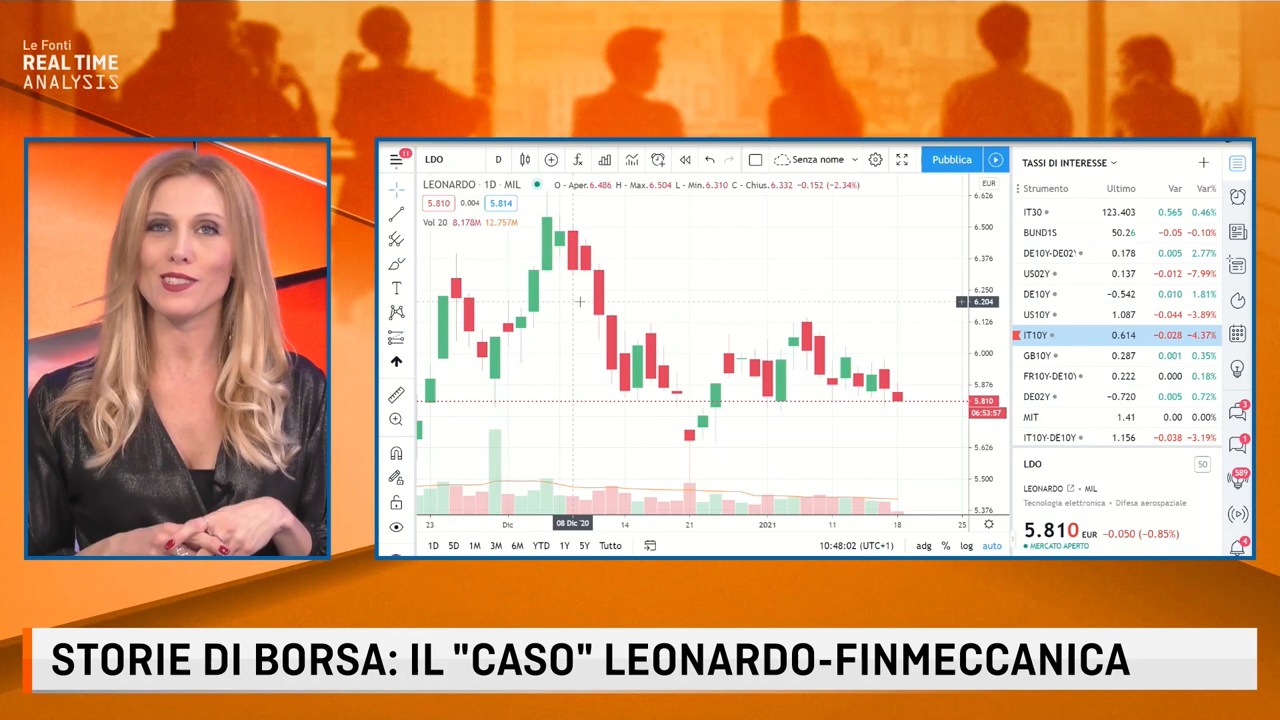 Le Fonti
REAL TIME
ANALYSIS
11
LDO
D
Senza nome
Pubblica
LEONARDO · 1D · MIL
O - Aper.6.486 H - Max.6.504 L - Min.6.310 C - Chius.6.332 -0.152 (-2.34%)
5.810 0.004 5.814
Vol 20 8.178M 12.757M
EUR
6.626
6.500
6.376
6.250
6.204
6.126
6.000
5.876
5.810
06:53:57
5.626
5.500
5.376
23 Dic 08 Dic '20 14 21 2021 11 18 25
1D 5D 1M 3M 6M YTD 1Y 5Y Tutto
10:48:02 (UTC+1) adg % log auto
TASSI DI INTERESSE
Strumento Ultimo Var Var%
IT30 123.403 0.565 0.46%
BUND1S 50.26 -0.05 -0.10%
DE10Y-DE02Y 0.178 0.005 2.77%
US02Y 0.137 -0.012 -7.99%
DE10Y -0.542 0.010 1.81%
US10Y 1.087 -0.044 -3.89%
IT10Y 0.614 -0.028 -4.37%
GB10Y 0.287 0.001 0.35%
FR10Y-DE10Y 0.222 0.000 0.18%
DE02Y -0.720 0.005 0.72%
MIT 1.41 0.00 0.00%
IT10Y-DE10Y 1.156 -0.038 -3.19%
LDO 50
LEONARDO · MIL
Tecnologia elettronica · Difesa aerospaziale
5.810 EUR -0.050 (-0.85%)
MERCATO APERTO
3
1
589
4
STORIE DI BORSA: IL "CASO" LEONARDO-FINMECCANICA